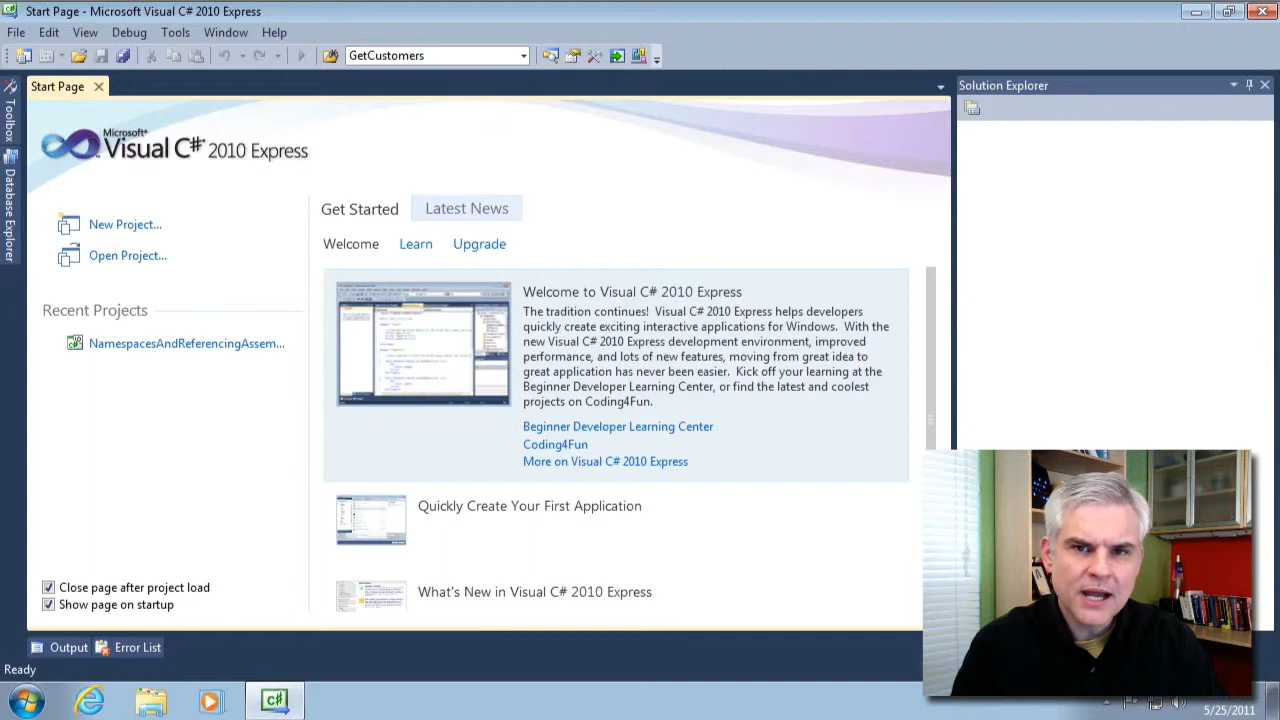 Start Page - Microsoft Visual C# 2010 Express
File Edit View Debug Tools Window Help
GetCustomers
Toolbox
Database Explorer
Start Page
Solution Explorer
Microsoft®
Visual C#® 2010 Express
New Project...
Open Project...
Recent Projects
NamespacesAndReferencingAssem...
Close page after project load
Show page on startup
Get Started Latest News
Welcome Learn Upgrade
Welcome to Visual C# 2010 Express
The tradition continues! Visual C# 2010 Express helps developers
quickly create exciting interactive applications for Windows. With the
new Visual C# 2010 Express development environment, improved
performance, and lots of new features, moving from great idea to
great application has never been easier. Kick off your learning at the
Beginner Developer Learning Center, or find the latest and coolest
projects on Coding4Fun.
Beginner Developer Learning Center
Coding4Fun
More on Visual C# 2010 Express
Quickly Create Your First Application
What's New in Visual C# 2010 Express
Output Error List
Ready
C#
5/25/2011